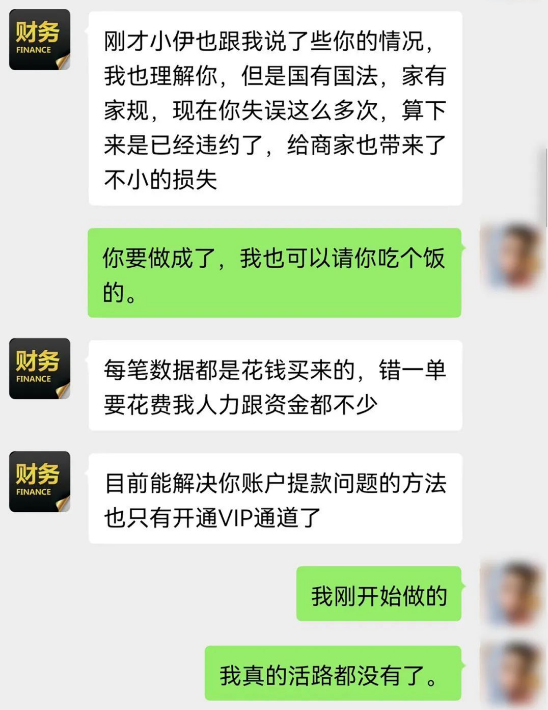 财务
FINANCE
刚才小伊也跟我说了些你的情况，
我也理解你，但是国有国法，家有
家规，现在你失误这么多次，算下
来是已经违约了，给商家也带来了
不小的损失
你要做成了，我也可以请你吃个饭
的。
财务
FINANCE
每笔数据都是花钱买来的，错一单
要花费我人力跟资金都不少
财务
FINANCE
目前能解决你账户提款问题的方法
也只有开通VIP通道了
我刚开始做的
我真的活路都没有了。